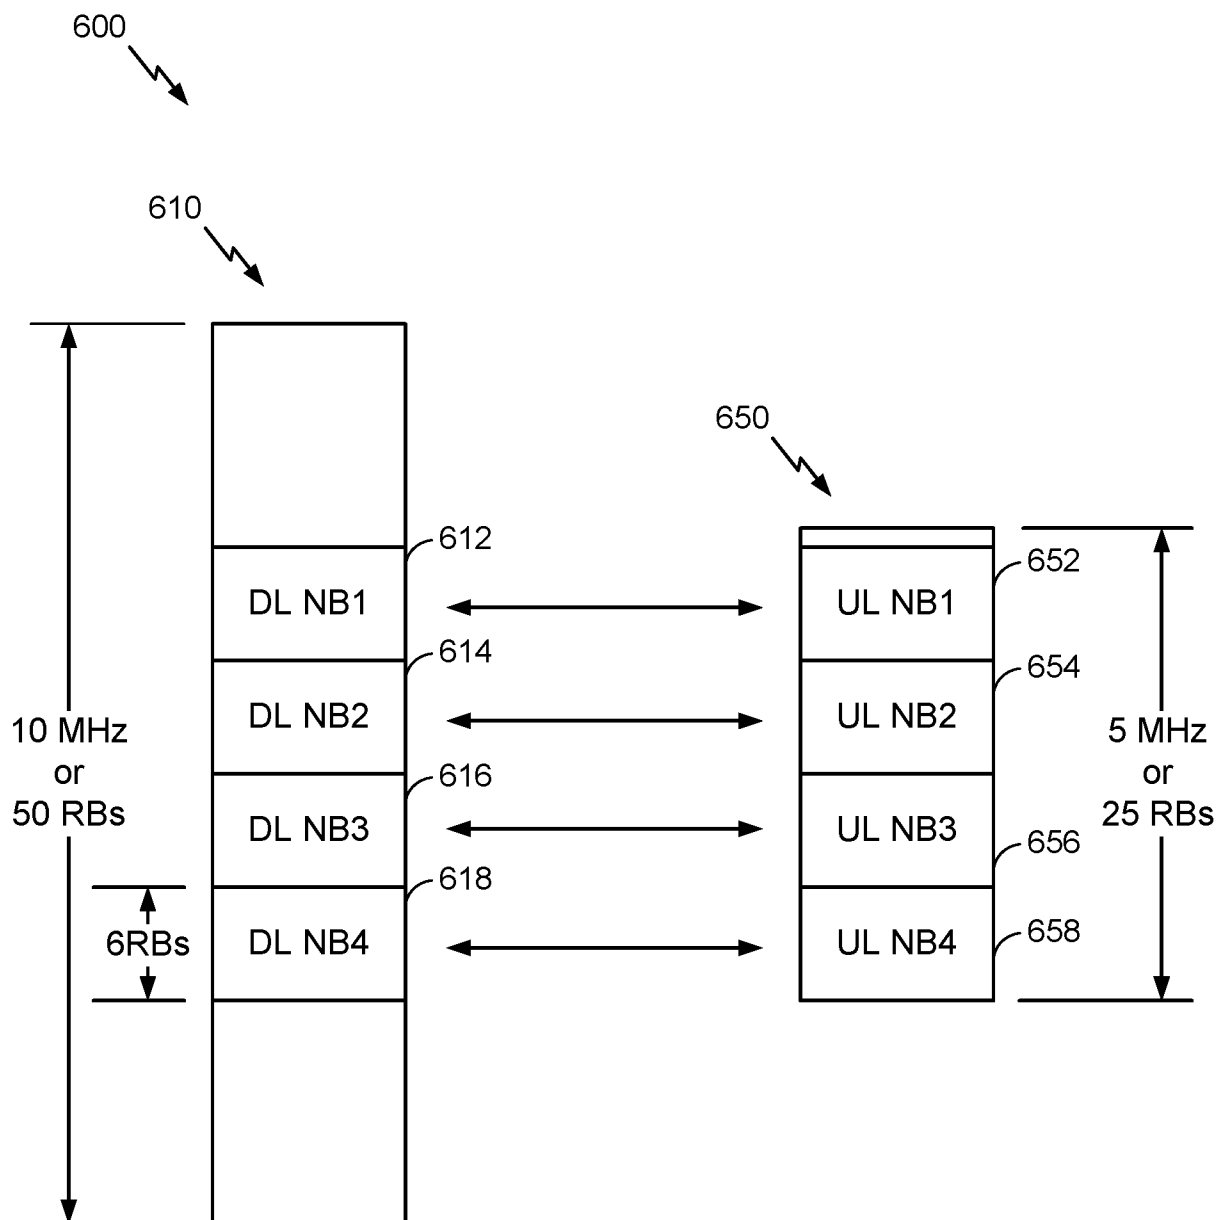 600
610
650
612
DL NB1
614
DL NB2
616
DL NB3
618
DL NB4
652
UL NB1
654
UL NB2
656
UL NB3
658
UL NB4
10 MHz
or
50 RBs
6RBs
5 MHz
or
25 RBs